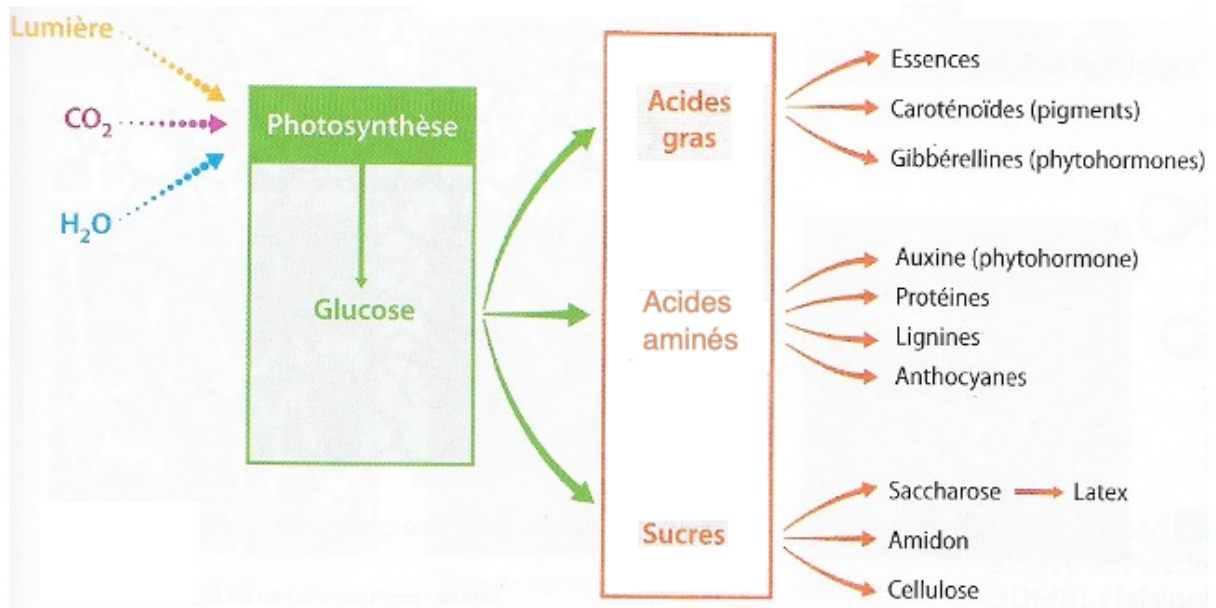 Lumière
CO₂
H₂O
Photosynthèse
Glucose
Acides
gras
Acides
aminés
Sucres
Essences
Caroténoïdes (pigments)
Gibbérellines (phytohormones)
Auxine (phytohormone)
Protéines
Lignines
Anthocyanes
Saccharose
Latex
Amidon
Cellulose